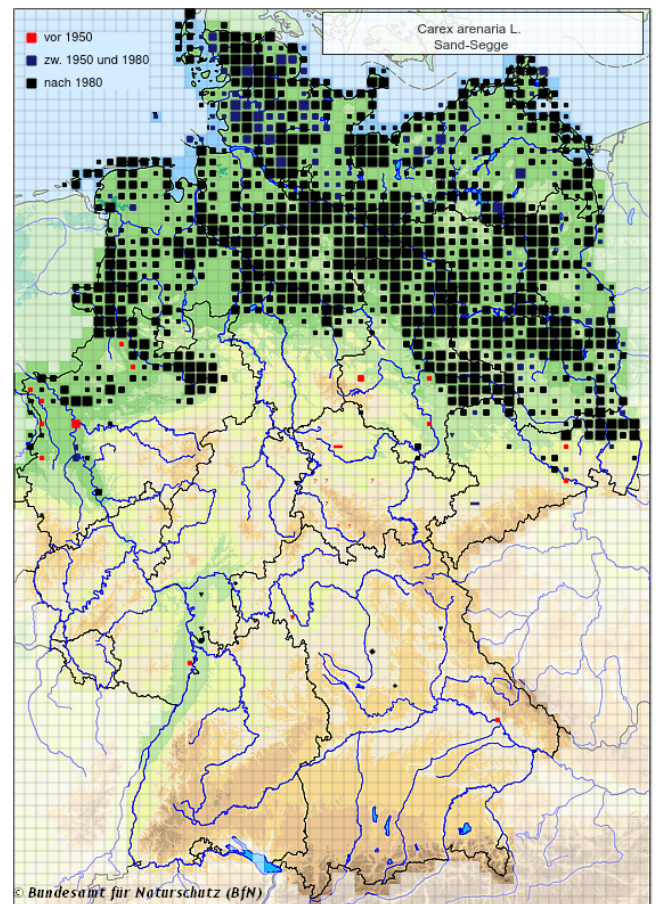 Carex arenaria L.
Sand-Segge
vor 1950
zw. 1950 und 1980
nach 1980
? ? ?
?
? ?
© Bundesamt für Naturschutz (BfN)